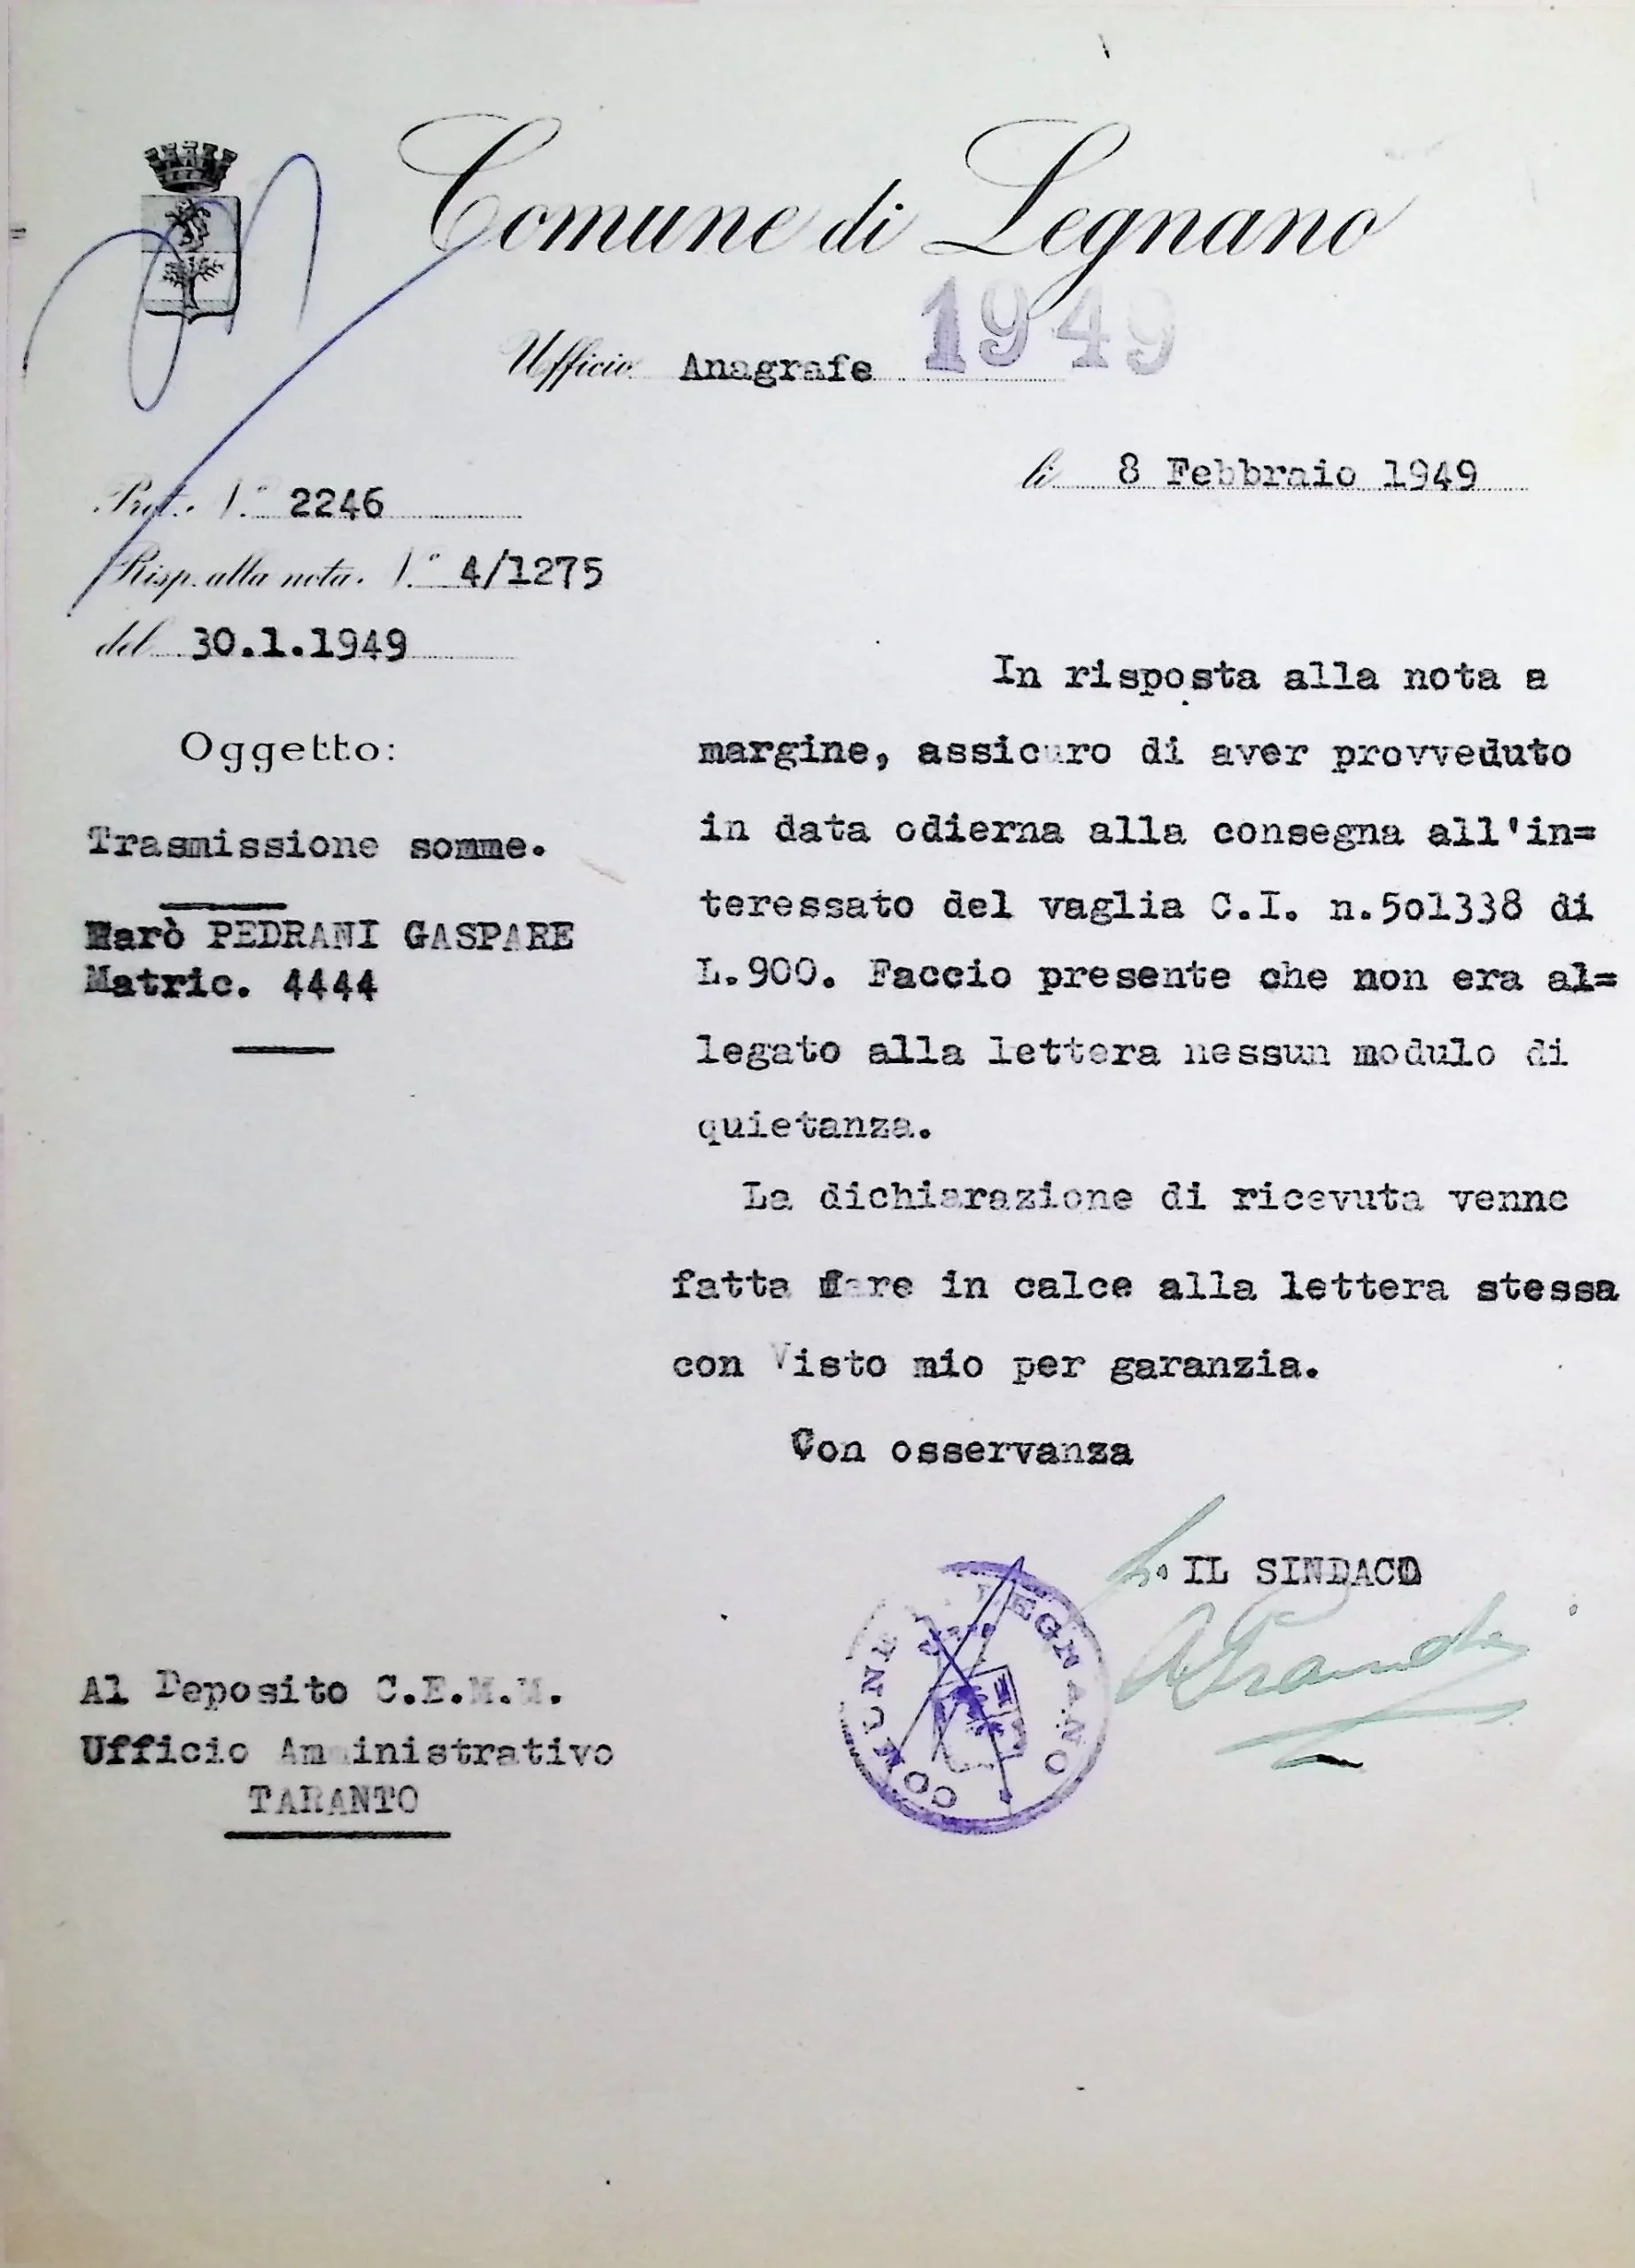 Comune di Legnano
Ufficio Anagrafe 1949
li 8 Febbraio 1949
Prot. N.° 2246
Risp. alla nota. N.° 4/1275
del 30.1.1949
Oggetto:
Trasmissione somme.
Marò PEDRANI GASPARE
Matric. 4444
In risposta alla nota a
margine, assicuro di aver provveduto
in data odierna alla consegna all'in=
teressato del vaglia C.I. n.501338 di
L.900. Faccio presente che non era al=
legato alla lettera nessun modulo di
quietanza.
La dichiarazione di ricevuta venne
fatta fare in calce alla lettera stessa
con Visto mio per garanzia.
Con osservanza
p. IL SINDACO
COMUNE DI LEGNANO
Al Deposito C.E.M.M.
Ufficio Amministrativo
TARANTO